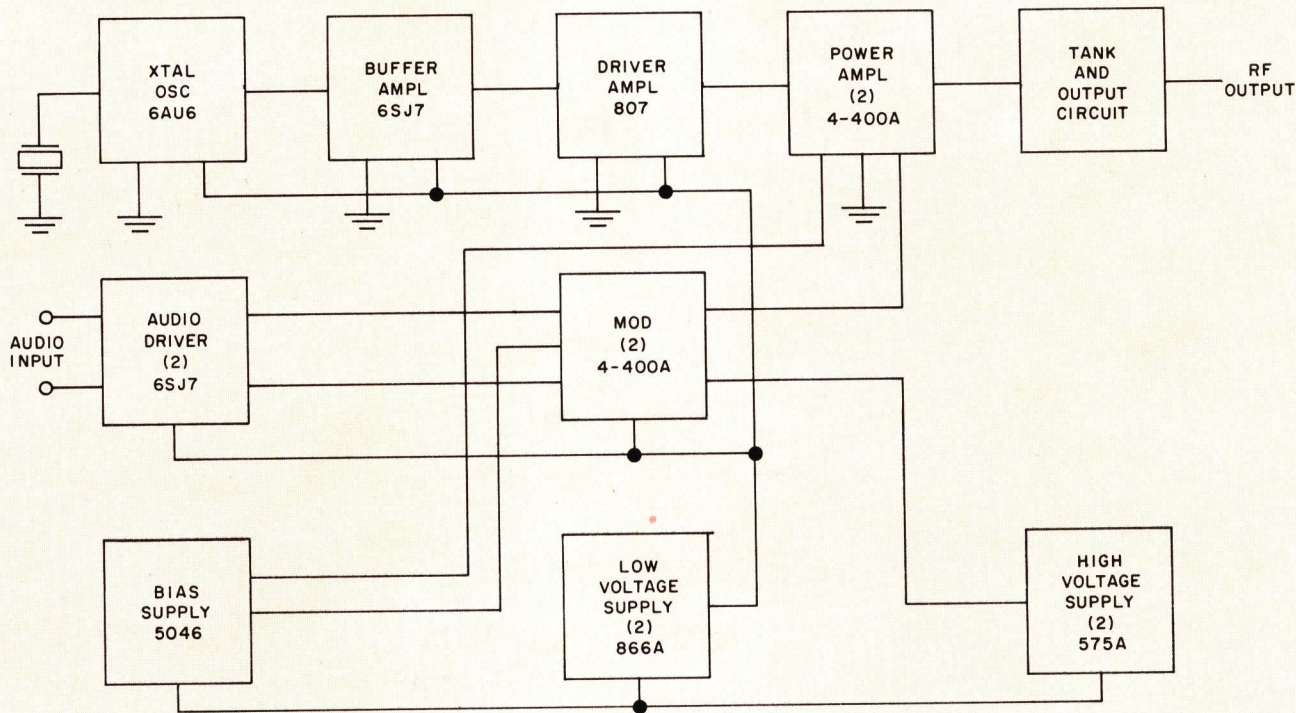 XTAL
OSC
6AU6
BUFFER
AMPL
6SJ7
DRIVER
AMPL
807
POWER
AMPL
(2)
4-400A
TANK
AND
OUTPUT
CIRCUIT
RF
OUTPUT
AUDIO
INPUT
AUDIO
DRIVER
(2)
6SJ7
MOD
(2)
4-400A
BIAS
SUPPLY
5046
LOW
VOLTAGE
SUPPLY
(2)
866A
HIGH
VOLTAGE
SUPPLY
(2)
575A